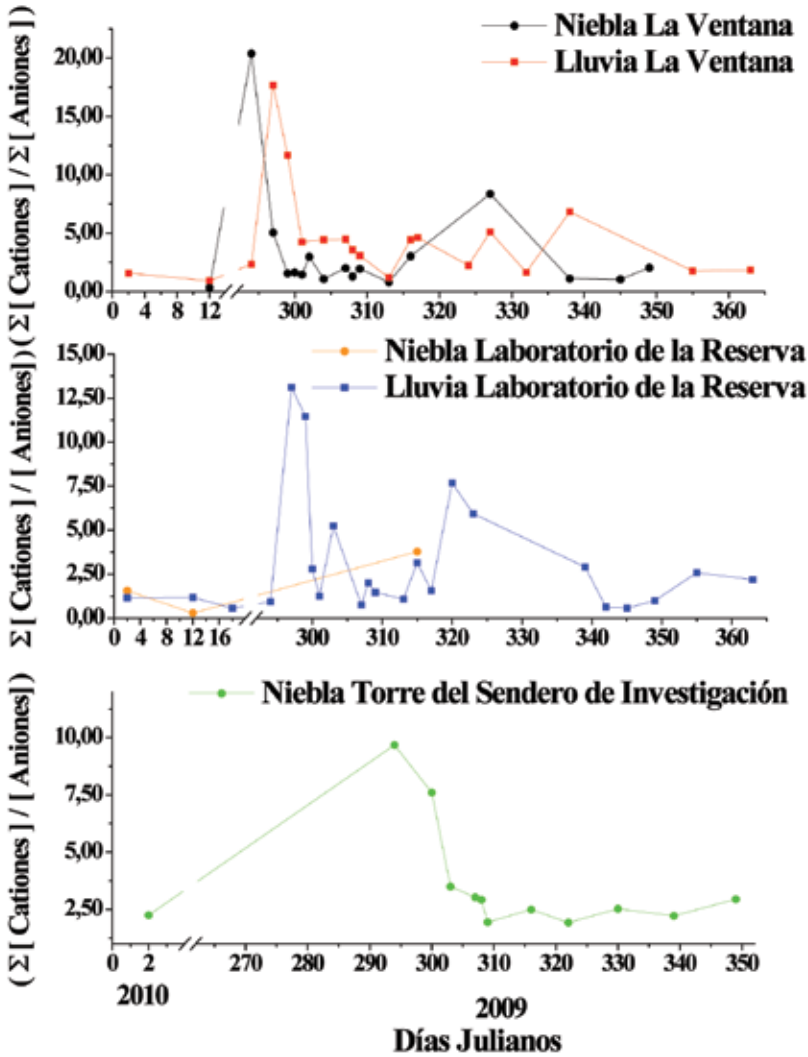 Niebla La Ventana
Lluvia La Ventana
(Σ[ Cationes ] / Σ[ Aniones ])
20,00
15,00
10,00
5,00
0,00
0 4 8 12 300 310 320 330 340 350 360
Niebla Laboratorio de la Reserva
Lluvia Laboratorio de la Reserva
Σ[ Cationes ] / [ Aniones])
15,00
12,50
10,00
7,50
5,00
2,50
0,00
0 4 8 12 16 300 310 320 330 340 350 360
Niebla Torre del Sendero de Investigación
(Σ[ Cationes ] / [ Aniones])
10,00
7,50
5,00
2,50
0 2 270 280 290 300 310 320 330 340 350
2010 2009
Días Julianos